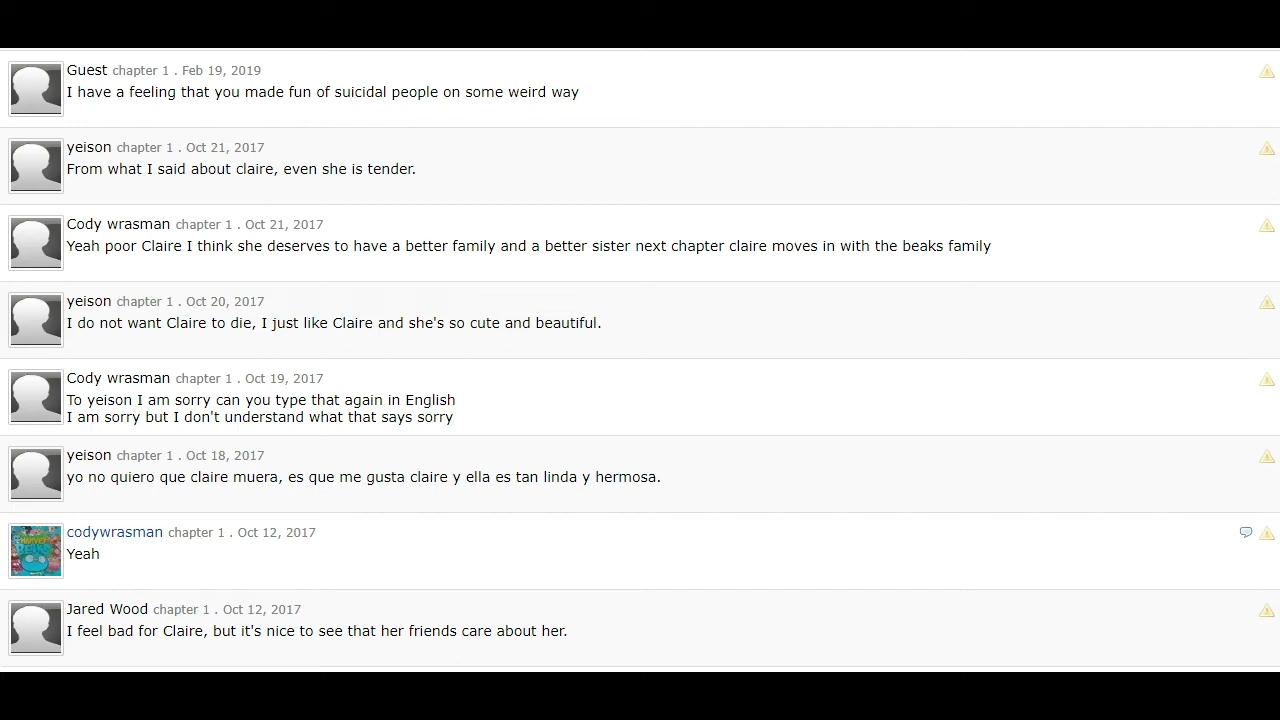 Guest chapter 1 . Feb 19, 2019
I have a feeling that you made fun of suicidal people on some weird way
yeison chapter 1 . Oct 21, 2017
From what I said about claire, even she is tender.
Cody wrasman chapter 1 . Oct 21, 2017
Yeah poor Claire I think she deserves to have a better family and a better sister next chapter claire moves in with the beaks family
yeison chapter 1 . Oct 20, 2017
I do not want Claire to die, I just like Claire and she's so cute and beautiful.
Cody wrasman chapter 1 . Oct 19, 2017
To yeison I am sorry can you type that again in English
I am sorry but I don't understand what that says sorry
yeison chapter 1 . Oct 18, 2017
yo no quiero que claire muera, es que me gusta claire y ella es tan linda y hermosa.
codywrasman chapter 1 . Oct 12, 2017
Yeah
Jared Wood chapter 1 . Oct 12, 2017
I feel bad for Claire, but it's nice to see that her friends care about her.